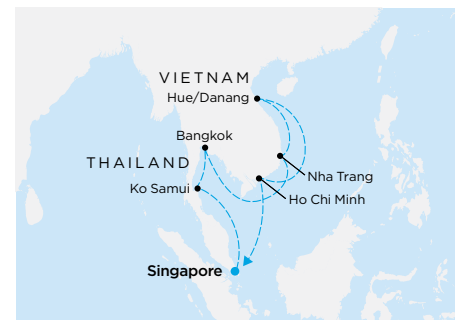 VIETNAM
Hue/Danang
Bangkok
THAILAND
Nha Trang
Ko Samui
Ho Chi Minh
Singapore